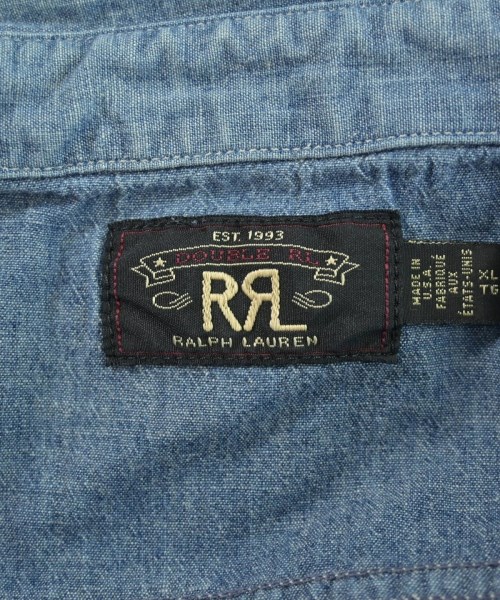 EST. 1993
DOUBLE RL
RRL
RALPH LAUREN
MADE IN
U.S.A.
FABRIQUÉ
AUX
ÉTATS-UNIS
XL
TG